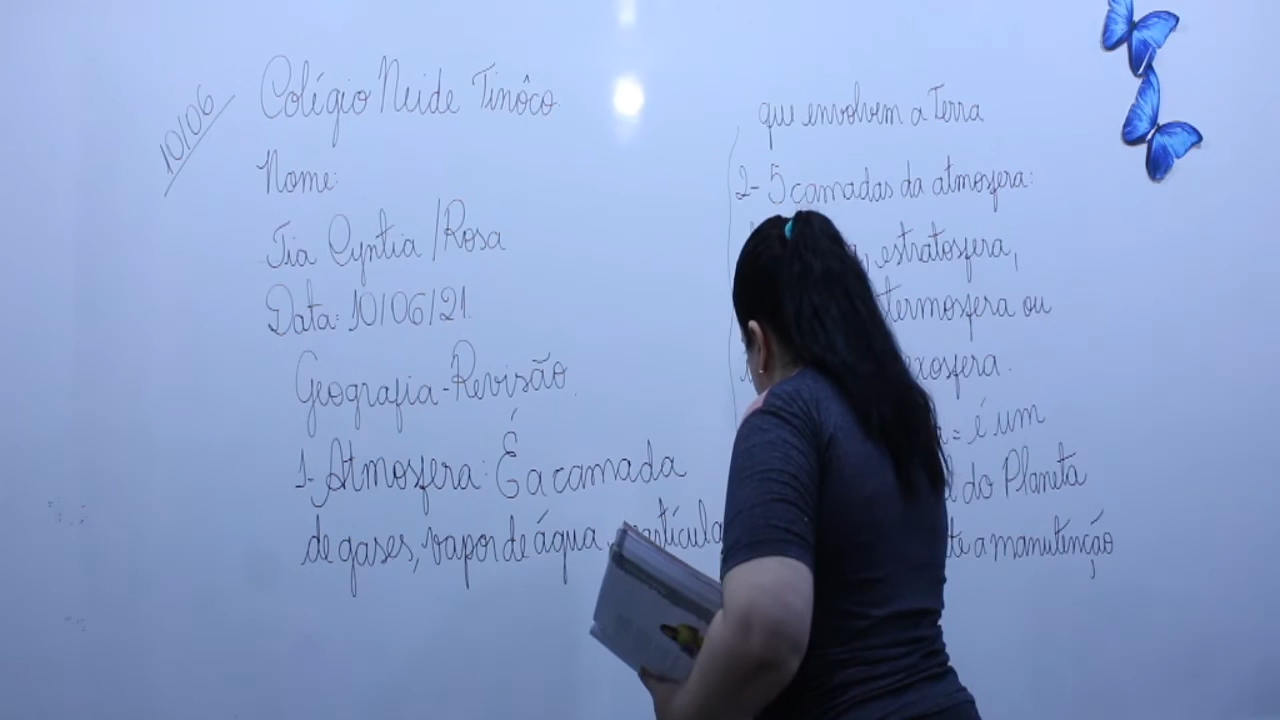 10/06
Colégio Neide Tinôco.
Nome:
Tia Cyntia /Rosa
Data: 10/06/21.
Geografia - Revisão.
1- Atmosfera: É a camada
de gases, vapor de água
que envolvem a Terra
2- 5 camadas da atmosfera:
estratosfera,
termosfera ou
exosfera.
= é um
do Planeta
a manutenção